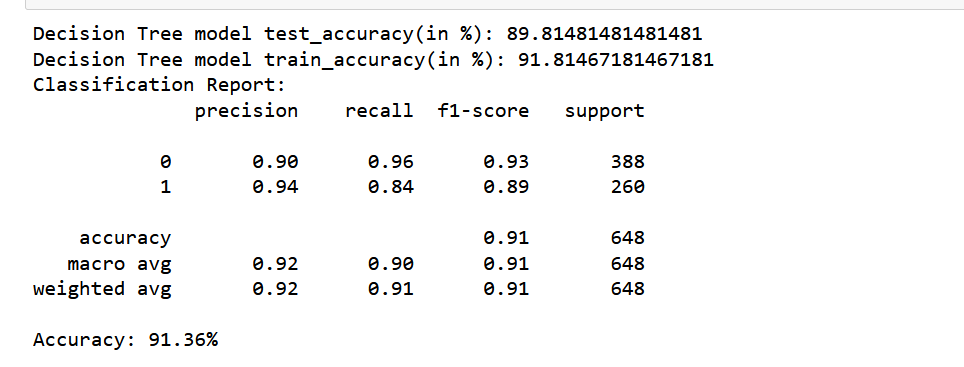 Decision Tree model test_accuracy(in %): 89.81481481481481
Decision Tree model train_accuracy(in %): 91.81467181467181
Classification Report:
precision recall f1-score support
0 0.90 0.96 0.93 388
1 0.94 0.84 0.89 260
accuracy 0.91 648
macro avg 0.92 0.90 0.91 648
weighted avg 0.92 0.91 0.91 648
Accuracy: 91.36%